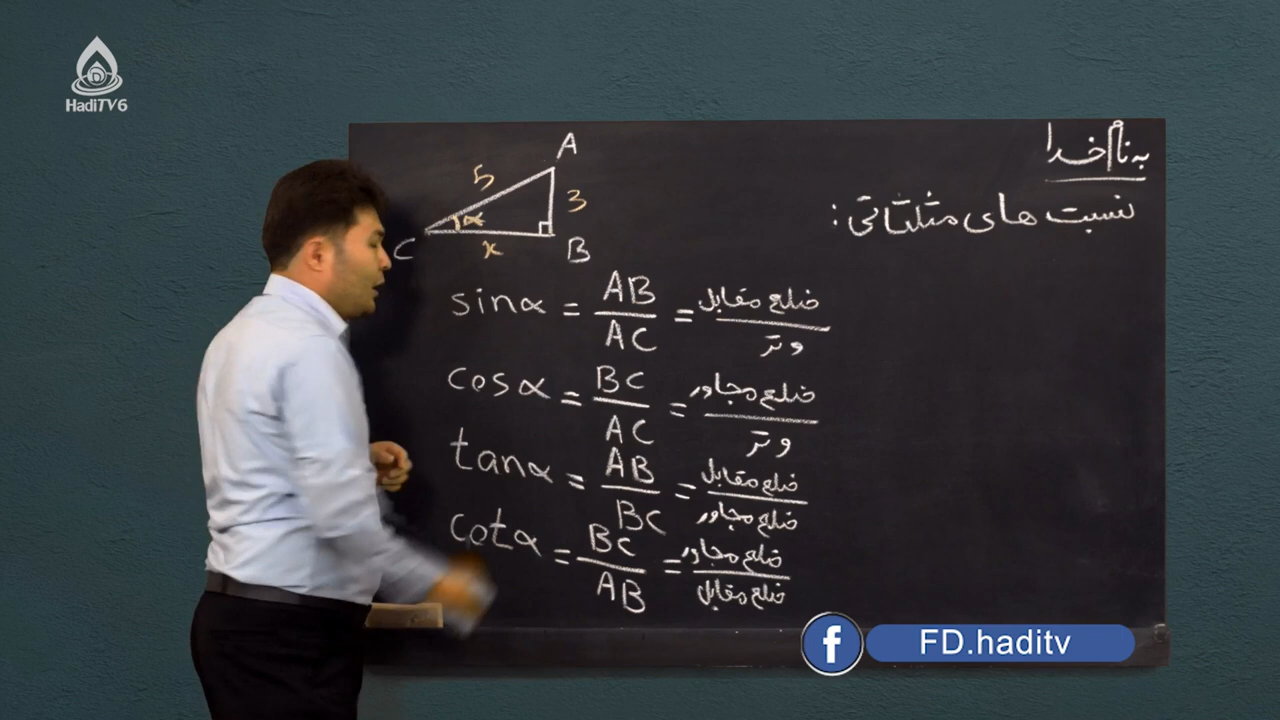 HadiTV6
به نام خدا
نسبت های مثلثاتی :
A
5
3
α
C
x
B
sinα = AB/AC = ضلع مقابل/وتر
cosα = BC/AC = ضلع مجاور/وتر
tanα = AB/BC = ضلع مقابل/ضلع مجاور
cotα = BC/AB = ضلع مجاور/ضلع مقابل
f FD.haditv